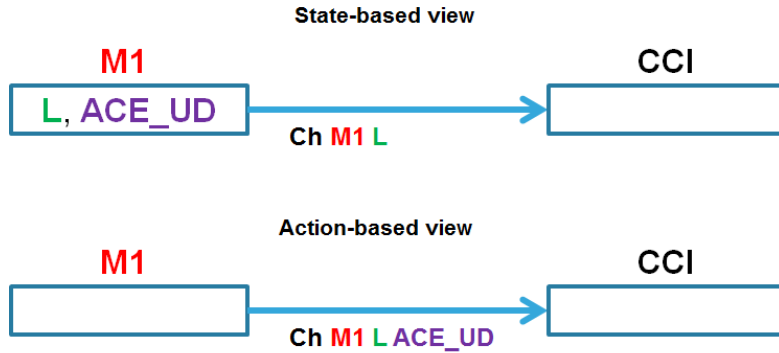 State-based view
M1 CCI
L, ACE_UD
Ch M1 L
Action-based view
M1 CCI
Ch M1 L ACE_UD